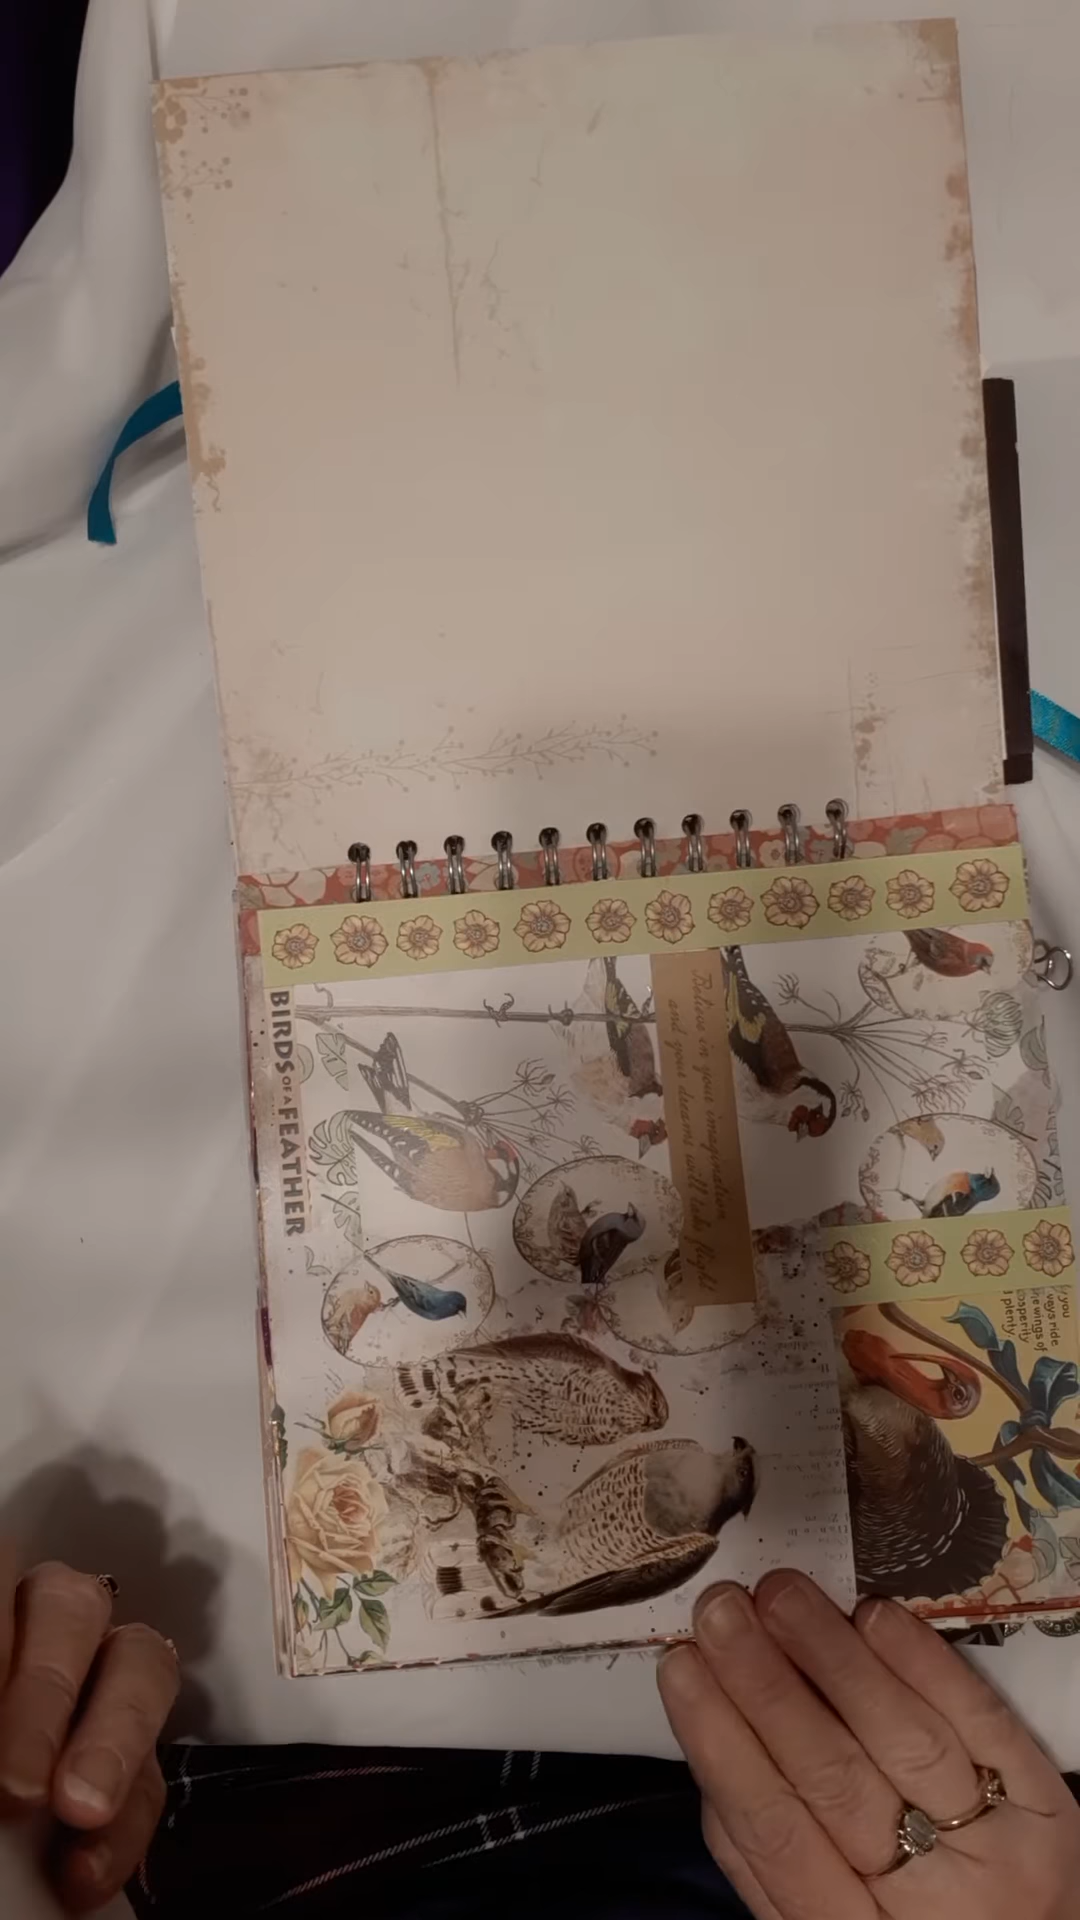 BIRDS OF A FEATHER
Believe in your imagination
and your dreams will take flight
you
ways ride
the wings of
prosperity
plenty.